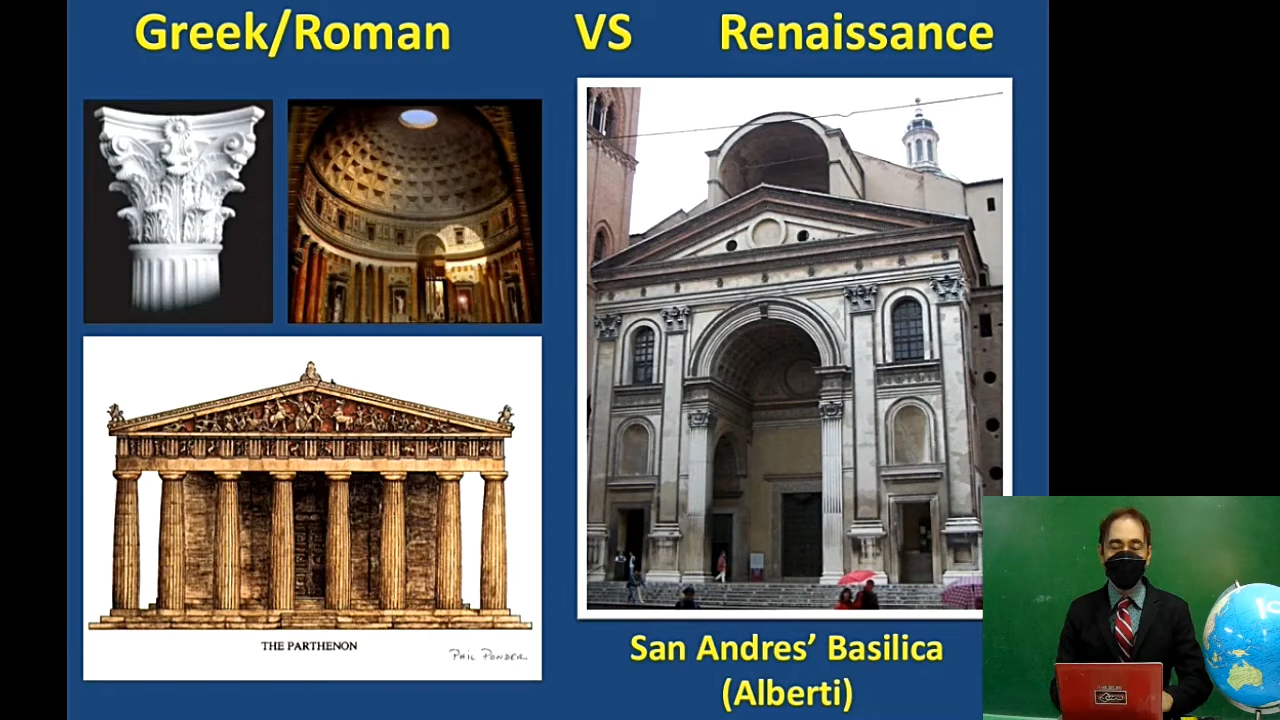 Greek/Roman VS Renaissance
THE PARTHENON
PHIL PONDER
San Andres’ Basilica
(Alberti)